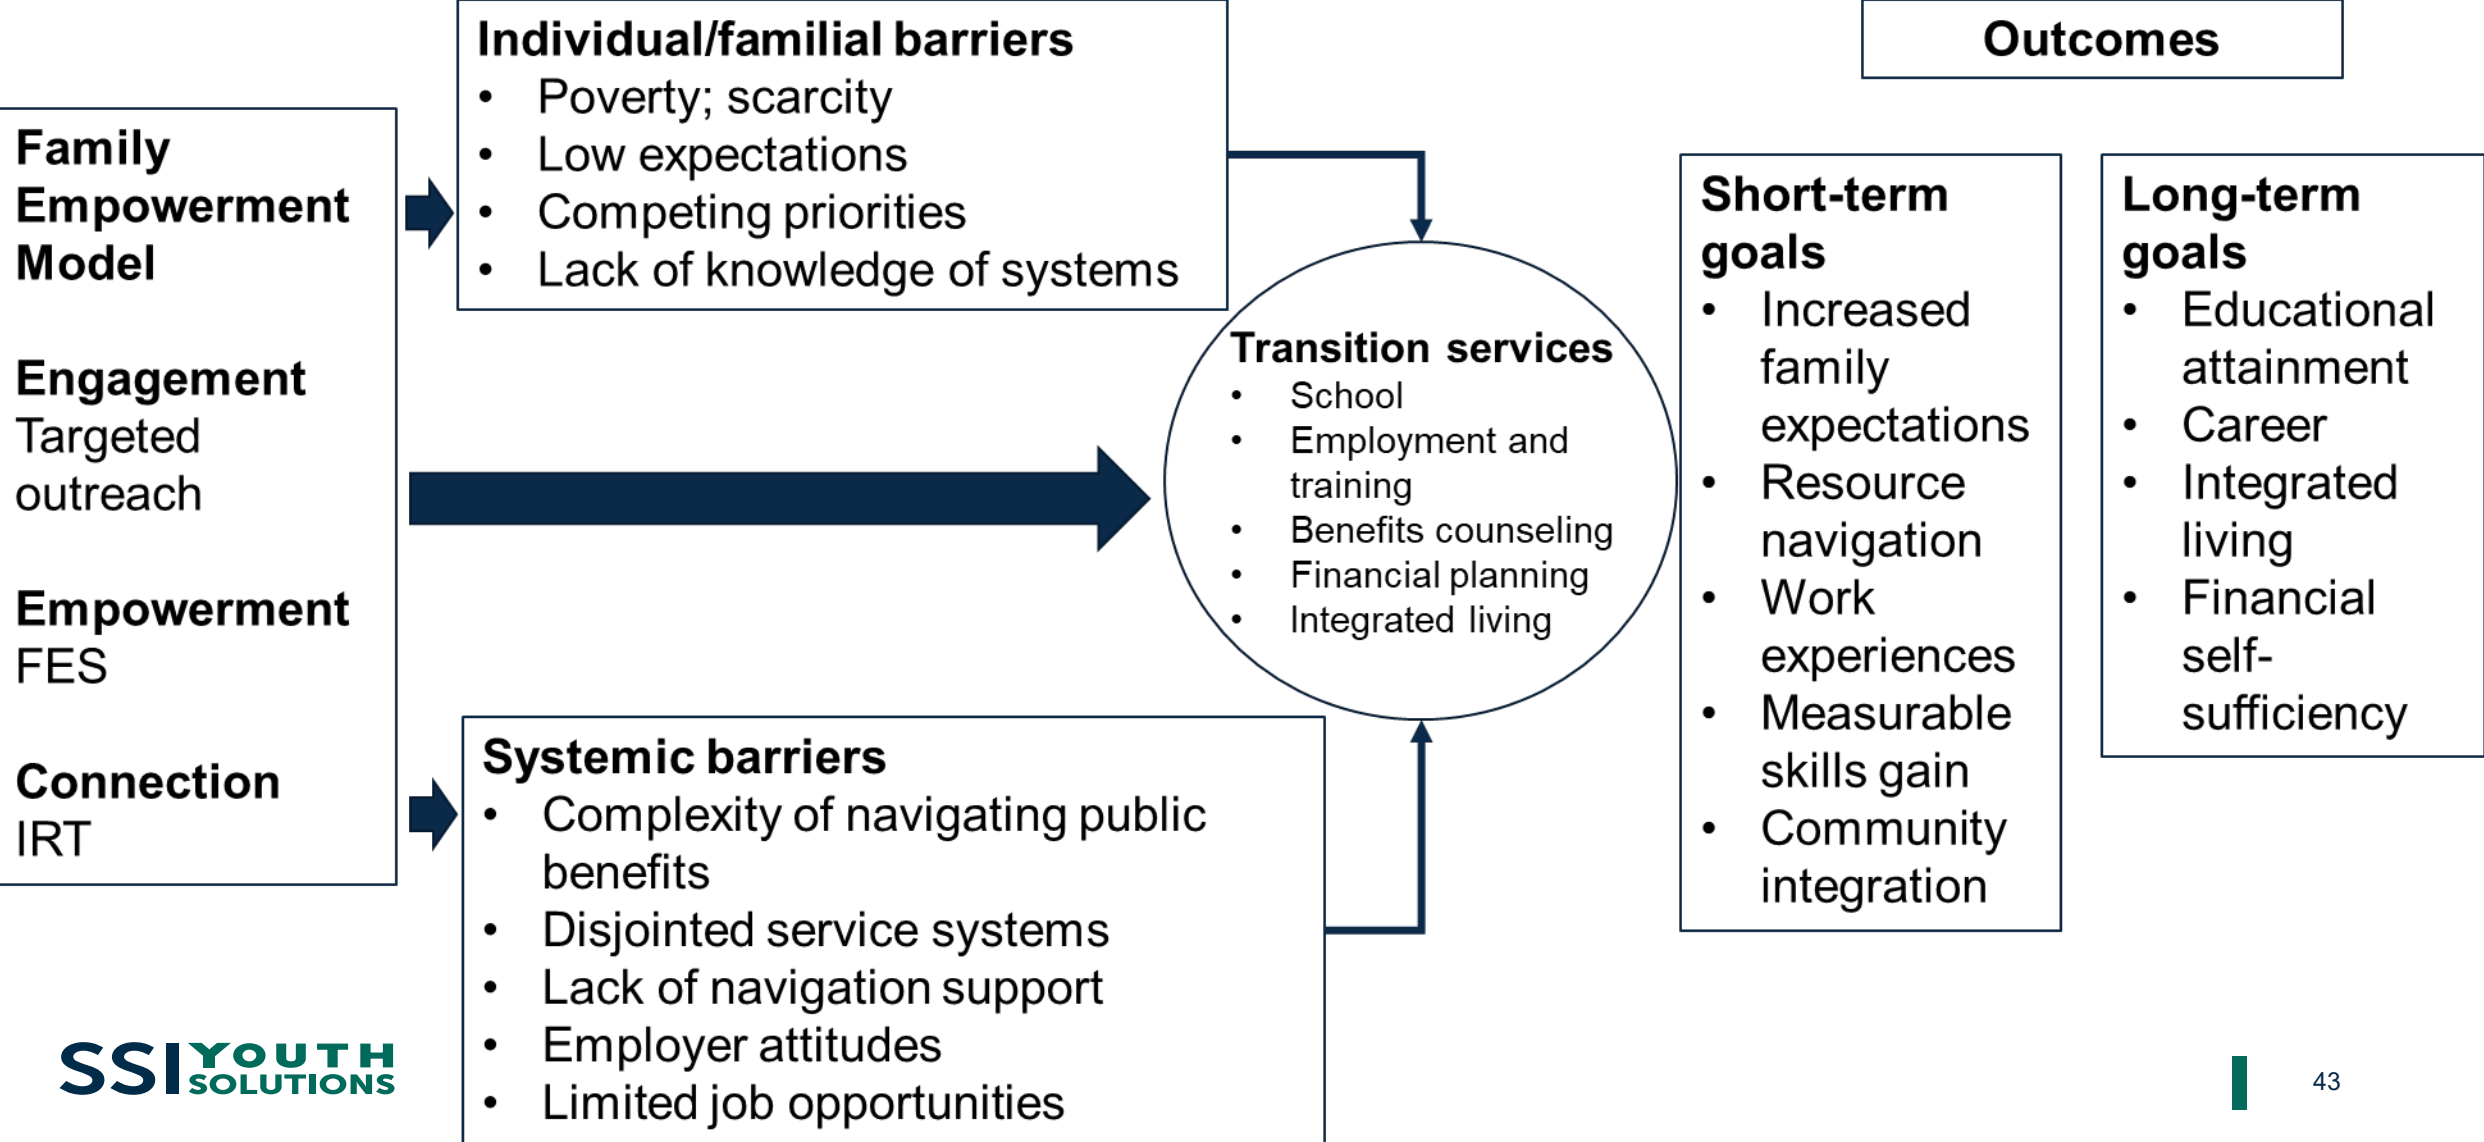 Individual/familial barriers
• Poverty; scarcity
• Low expectations
• Competing priorities
• Lack of knowledge of systems
Outcomes
Family
Empowerment
Model
Engagement
Targeted
outreach
Empowerment
FES
Connection
IRT
Transition services
• School
• Employment and
training
• Benefits counseling
• Financial planning
• Integrated living
Short-term
goals
• Increased
family
expectations
• Resource
navigation
• Work
experiences
• Measurable
skills gain
• Community
integration
Long-term
goals
• Educational
attainment
• Career
• Integrated
living
• Financial
self-
sufficiency
Systemic barriers
• Complexity of navigating public
benefits
• Disjointed service systems
• Lack of navigation support
• Employer attitudes
• Limited job opportunities
SSI YOUTH
SOLUTIONS
43